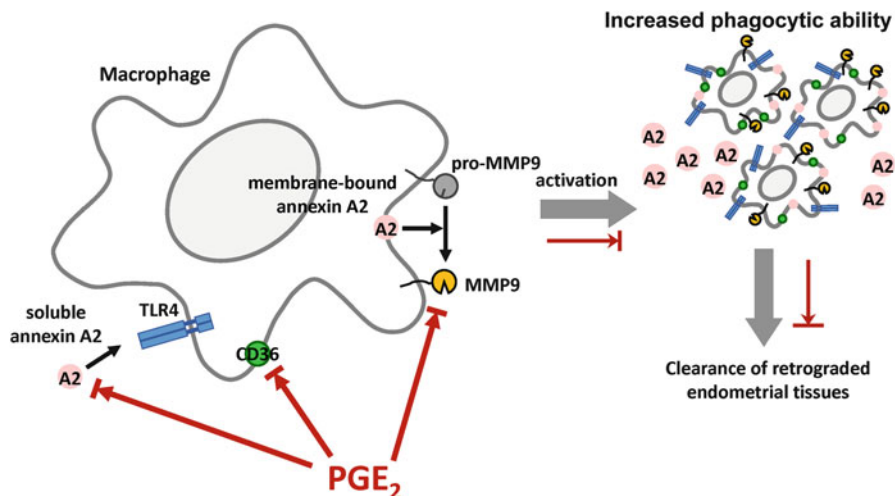 Increased phagocytic ability
Macrophage
pro-MMP9
membrane-bound
annexin A2
A2
MMP9
activation
A2
A2
A2
A2
A2
A2
A2
soluble
annexin A2
A2
TLR4
CD36
PGE2
Clearance of retrograded
endometrial tissues